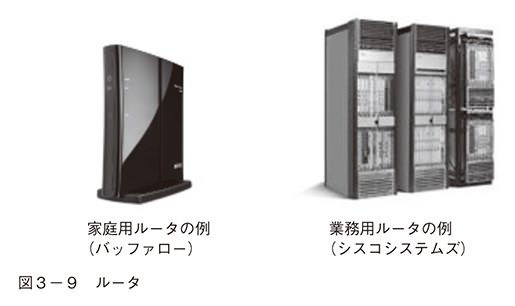 家庭用ルータの例
（バッファロー）
業務用ルータの例
（シスコシステムズ）
図３－９　ルータ